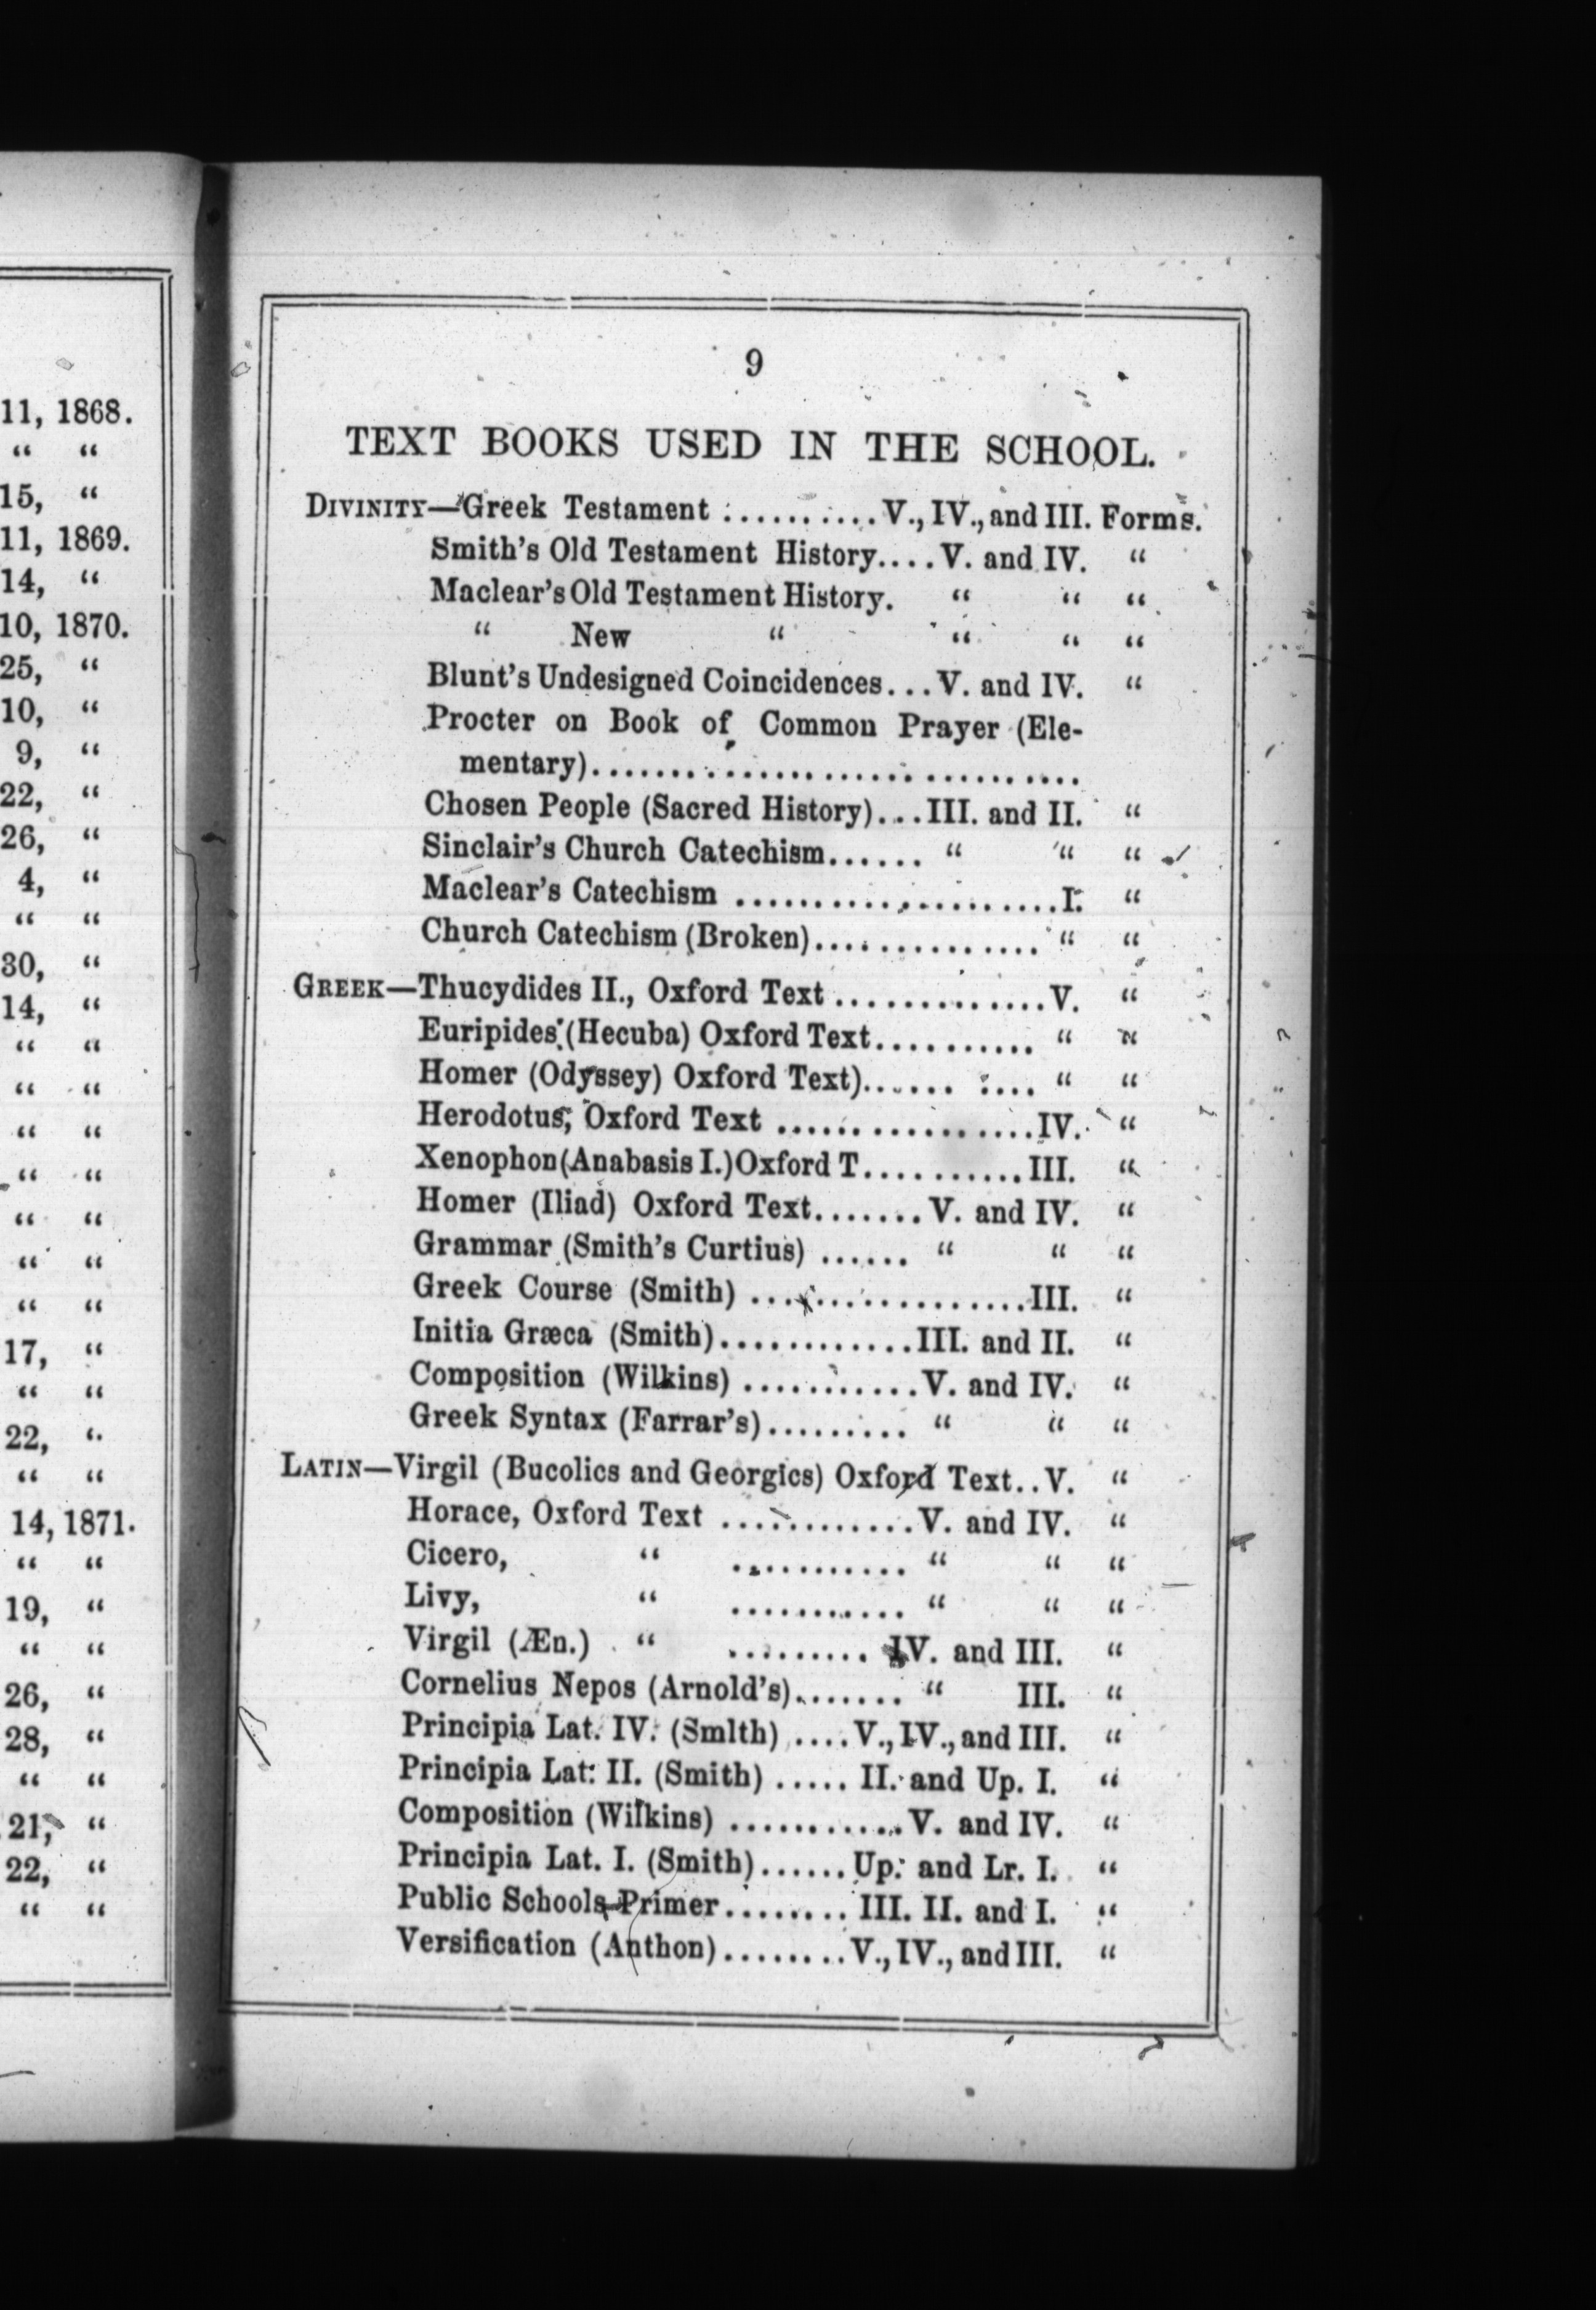 11, 1868.
“ “
15, “
11, 1869.
14, “
10, 1870.
25, “
10, “
9, “
22, “
26, “
4, “
“ “
30, “
14, “
“ “
“ “
“ “
“ “
“ “
“ “
“ “
17, “
“ “
22, “
“ “
14, 1871.
“ “
19, “
“ “
26, “
28, “
“ “
21, “
22, “
“ “
9
TEXT BOOKS USED IN THE SCHOOL.
DIVINITY—Greek Testament ..........V., IV., and III. Forms.
Smith's Old Testament History....V. and IV. “
Maclear's Old Testament History. “ “ “
“ New “ “ “ “
Blunt's Undesigned Coincidences...V. and IV. “
Procter on Book of Common Prayer (Ele-
mentary)................................
Chosen People (Sacred History)...III. and II. “
Sinclair's Church Catechism...... “ “ “
Maclear's Catechism .....................I. “
Church Catechism (Broken)............... “ “
GREEK—Thucydides II., Oxford Text ..............V. “
Euripides (Hecuba) Oxford Text.......... “ “
Homer (Odyssey) Oxford Text)...... .... “ “
Herodotus, Oxford Text .................IV. “
Xenophon (Anabasis I.) Oxford T...........III. “
Homer (Iliad) Oxford Text.......V. and IV. “
Grammar (Smith's Curtius) ...... “ “ “
Greek Course (Smith) ..................III. “
Initia Græca (Smith).............III. and II. “
Composition (Wilkins) ............V. and IV. “
Greek Syntax (Farrar's)......... “ “ “
LATIN—Virgil (Bucolics and Georgics) Oxford Text..V. “
Horace, Oxford Text .............V. and IV. “
Cicero, “ ........... “ “ “
Livy, “ ........... “ “ “
Virgil (Æn.) “ ......... IV. and III. “
Cornelius Nepos (Arnold's)....... “ III. “
Principia Lat. IV. (Smlth) ....V., IV., and III. “
Principia Lat. II. (Smith) ..... II. and Up. I. “
Composition (Wilkins) ...........V. and IV. “
Principia Lat. I. (Smith)......Up. and Lr. I. “
Public Schools Primer........ III. II. and I. “
Versification (Anthon)........V., IV., and III. “